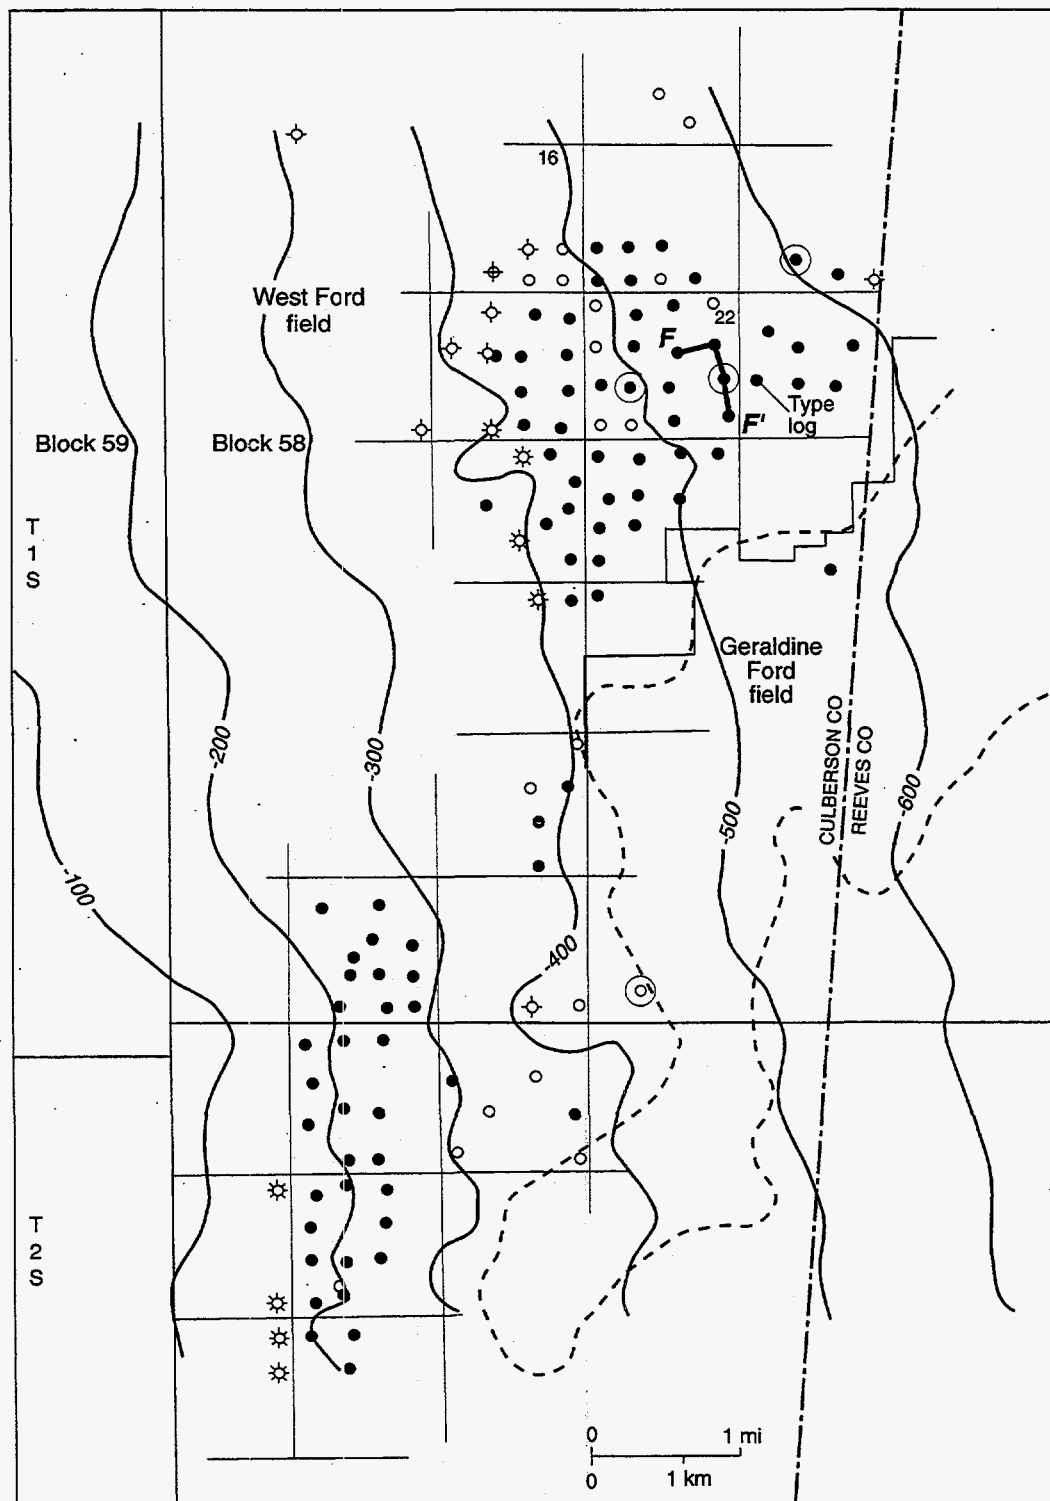 16
West Ford
field
22
F
Type
log
F'
Block 59
Block 58
T
1
S
Geraldine
Ford
field
CULBERSON CO
REEVES CO
-200
-300
-500
-600
-100
-400
T
2
S
0
1 mi
0
1 km